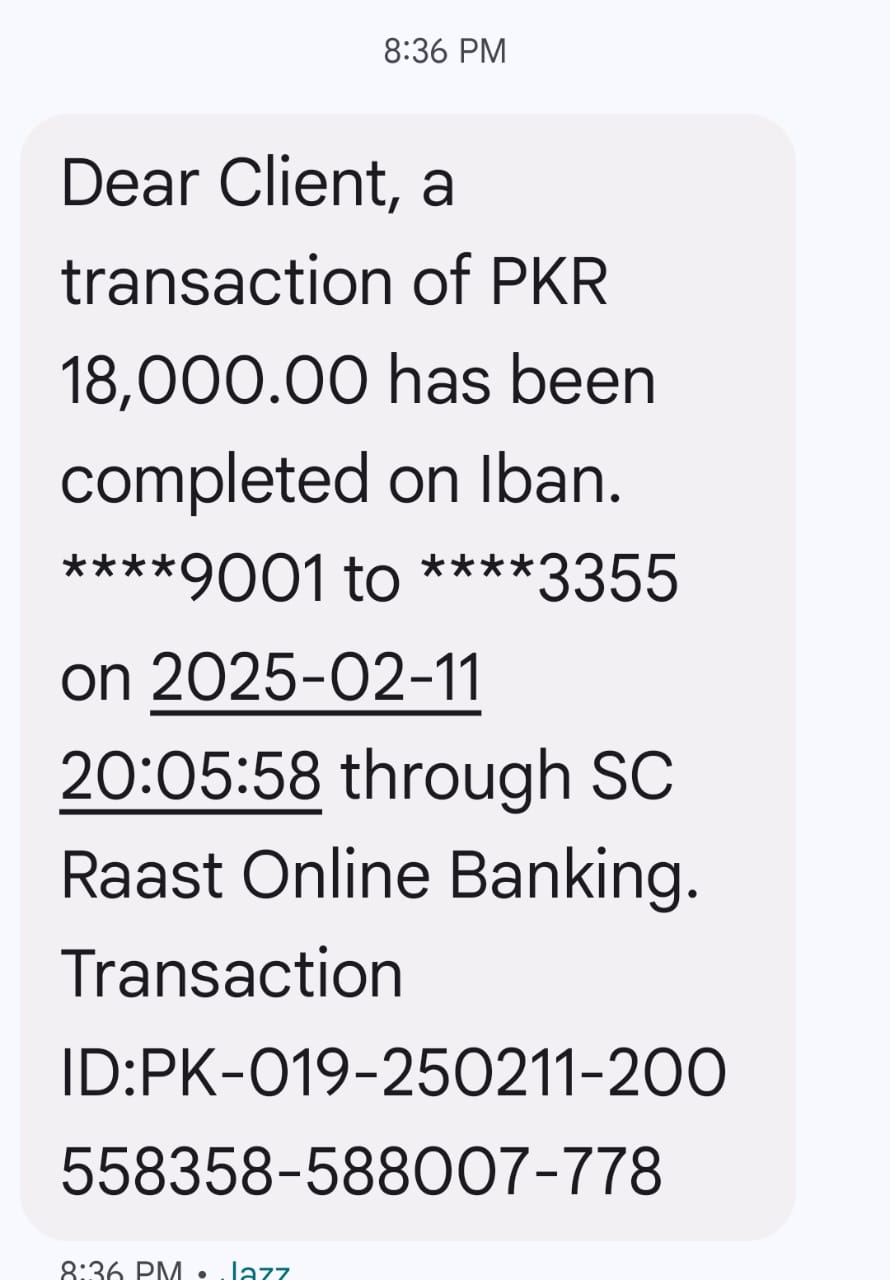 8:36 PM
Dear Client, a
transaction of PKR
18,000.00 has been
completed on Iban.
****9001 to ****3355
on 2025-02-11
20:05:58 through SC
Raast Online Banking.
Transaction
ID:PK-019-250211-200
558358-588007-778
8:36 PM • Jazz